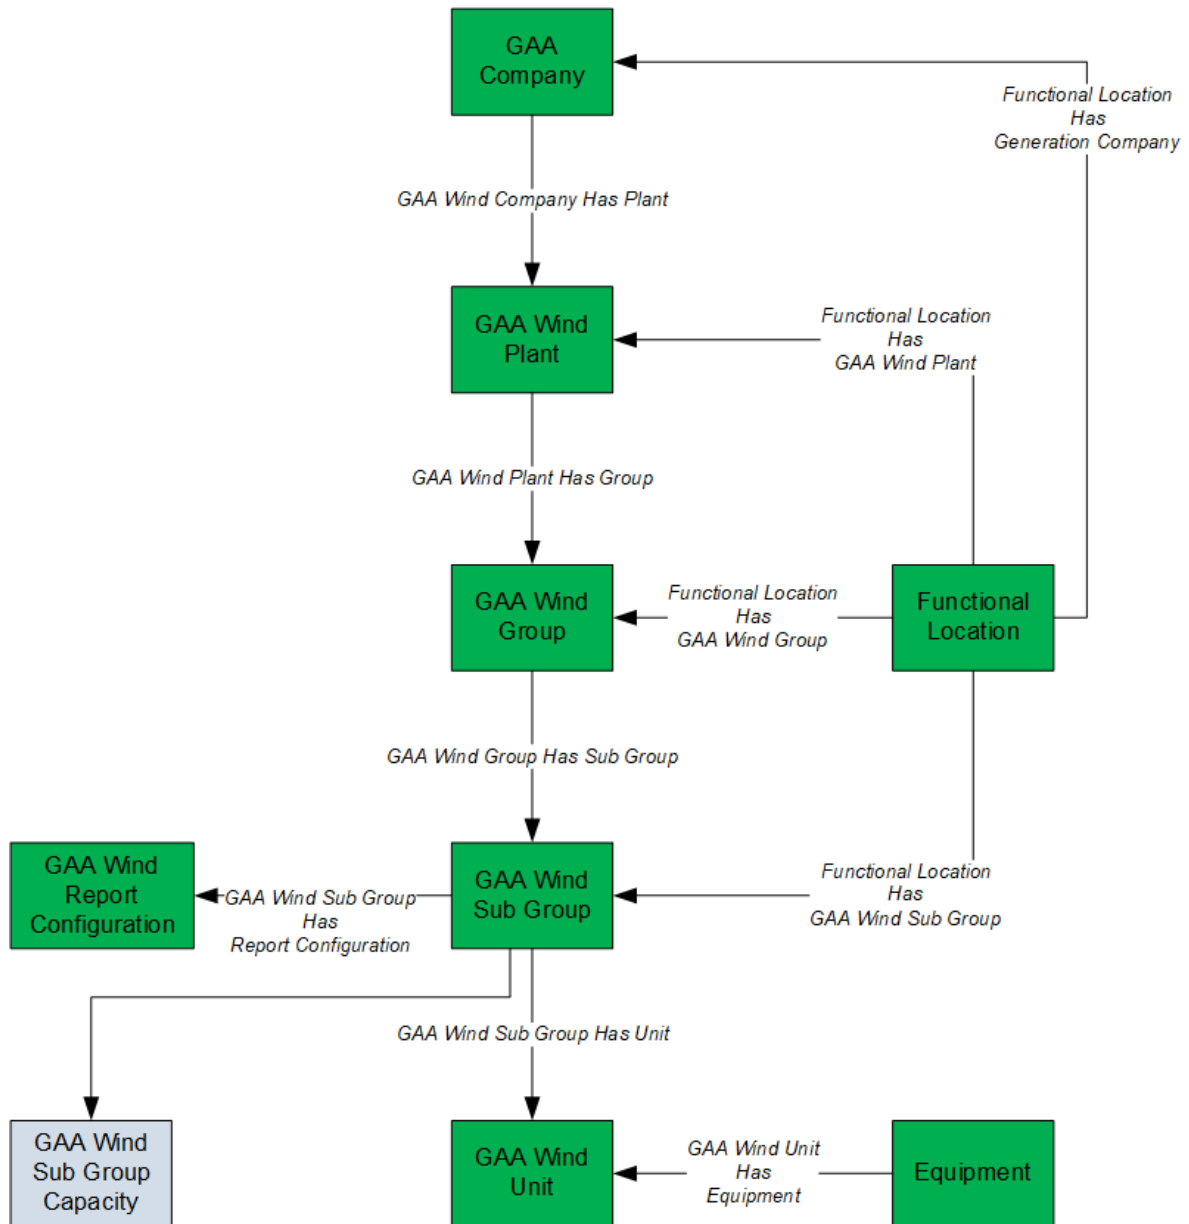 GAA
Company
Functional Location
Has
Generation Company
GAA Wind Company Has Plant
GAA Wind
Plant
Functional Location
Has
GAA Wind Plant
GAA Wind Plant Has Group
GAA Wind
Group
Functional Location
Has
GAA Wind Group
Functional
Location
GAA Wind Group Has Sub Group
GAA Wind
Report
Configuration
GAA Wind Sub Group
Has
Report Configuration
GAA Wind
Sub Group
Functional Location
Has
GAA Wind Sub Group
GAA Wind Sub Group Has Unit
GAA Wind
Sub Group
Capacity
GAA Wind
Unit
GAA Wind Unit
Has
Equipment
Equipment